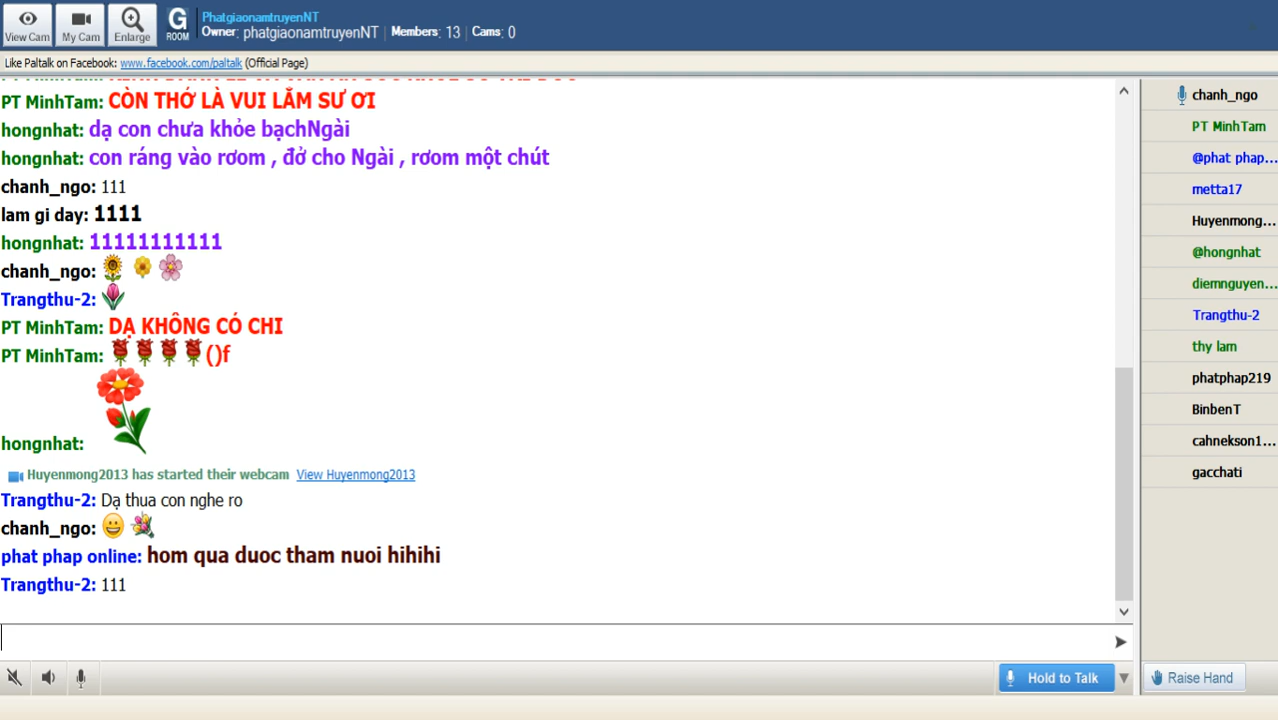 View Cam
My Cam
Enlarge
G
ROOM
PhatgiaonamtruyenNT
Owner: phatgiaonamtruyenNT | Members: 13 | Cams: 0
Like Paltalk on Facebook: www.facebook.com/paltalk (Official Page)
PT MinhTam: CÒN THỞ LÀ VUI LẮM SƯ ƠI
hongnhat: dạ con chưa khỏe bạchNgài
hongnhat: con ráng vào rơom , đở cho Ngài , rơom một chút
chanh_ngo: 111
lam gi day: 1111
hongnhat: 11111111111
chanh_ngo:
Trangthu-2:
PT MinhTam: DẠ KHÔNG CÓ CHI
PT MinhTam: ()f
hongnhat:
Huyenmong2013 has started their webcam View Huyenmong2013
Trangthu-2: Dạ thua con nghe ro
chanh_ngo:
phat phap online: hom qua duoc tham nuoi hihihi
Trangthu-2: 111
chanh_ngo
PT MinhTam
@phat phap...
metta17
Huyenmong...
@hongnhat
diemnguyen...
Trangthu-2
thy lam
phatphap219
BinbenT
cahnekson1...
gacchati
Hold to Talk
Raise Hand